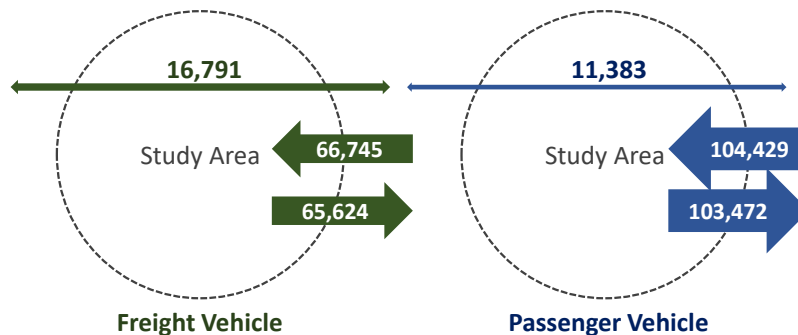 16,791
Study Area
66,745
65,624
Freight Vehicle
11,383
Study Area
104,429
103,472
Passenger Vehicle